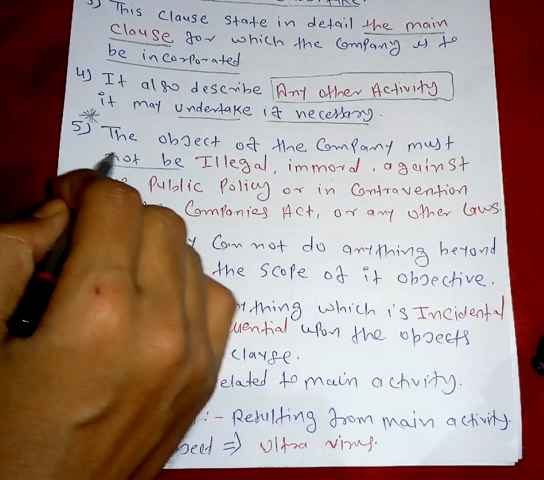 3) This Clause state in detail the main
Clause for which the Company is to
be incorporated
4) It also describe Any other Activity
it may undertake if necessary.
5) The object of the Company must
not be Illegal, immoral, against
Public Policy or in Contravention
Companies Act, or any other laws.
Can not do anything beyond
the scope of it objective.
which is Incidental
upon the objects
clause.
to main activity.
:- Resulting from main activity.
=> Ultra virus.